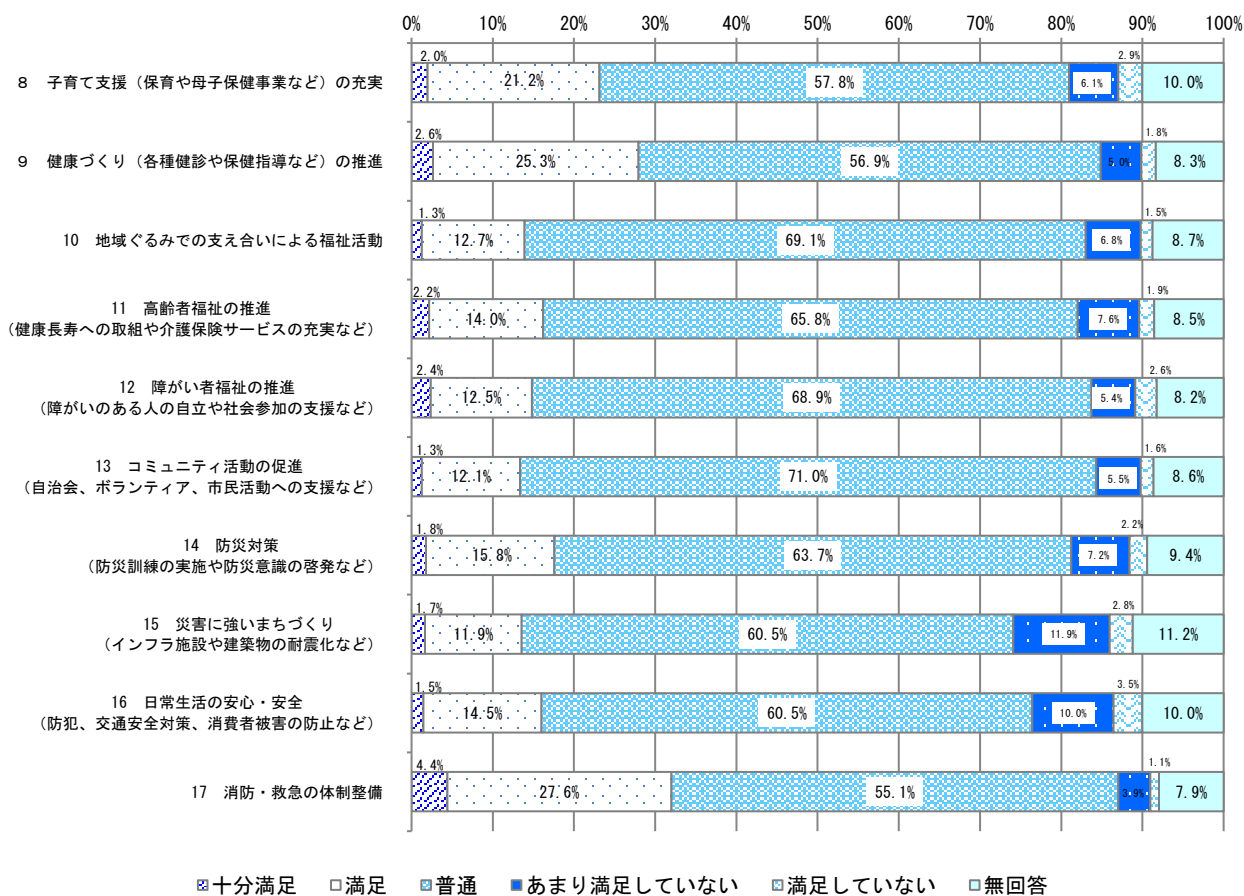 0% 10% 20% 30% 40% 50% 60% 70% 80% 90% 100%
8 子育て支援（保育や母子保健事業など）の充実 2.0% 21.2% 57.8% 6.1% 2.9% 10.0%
9 健康づくり（各種健診や保健指導など）の推進 2.6% 25.3% 56.9% 5.0% 1.8% 8.3%
10 地域ぐるみでの支え合いによる福祉活動 1.3% 12.7% 69.1% 6.8% 1.5% 8.7%
11 高齢者福祉の推進
（健康長寿への取組や介護保険サービスの充実など） 2.2% 14.0% 65.8% 7.6% 1.9% 8.5%
12 障がい者福祉の推進
（障がいのある人の自立や社会参加の支援など） 2.4% 12.5% 68.9% 5.4% 2.6% 8.2%
13 コミュニティ活動の促進
（自治会、ボランティア、市民活動への支援など） 1.3% 12.1% 71.0% 5.5% 1.6% 8.6%
14 防災対策
（防災訓練の実施や防災意識の啓発など） 1.8% 15.8% 63.7% 7.2% 2.2% 9.4%
15 災害に強いまちづくり
（インフラ施設や建築物の耐震化など） 1.7% 11.9% 60.5% 11.9% 2.8% 11.2%
16 日常生活の安心・安全
（防犯、交通安全対策、消費者被害の防止など） 1.5% 14.5% 60.5% 10.0% 3.5% 10.0%
17 消防・救急の体制整備 4.4% 27.6% 55.1% 3.9% 1.1% 7.9%
十分満足 満足 普通 あまり満足していない 満足していない 無回答